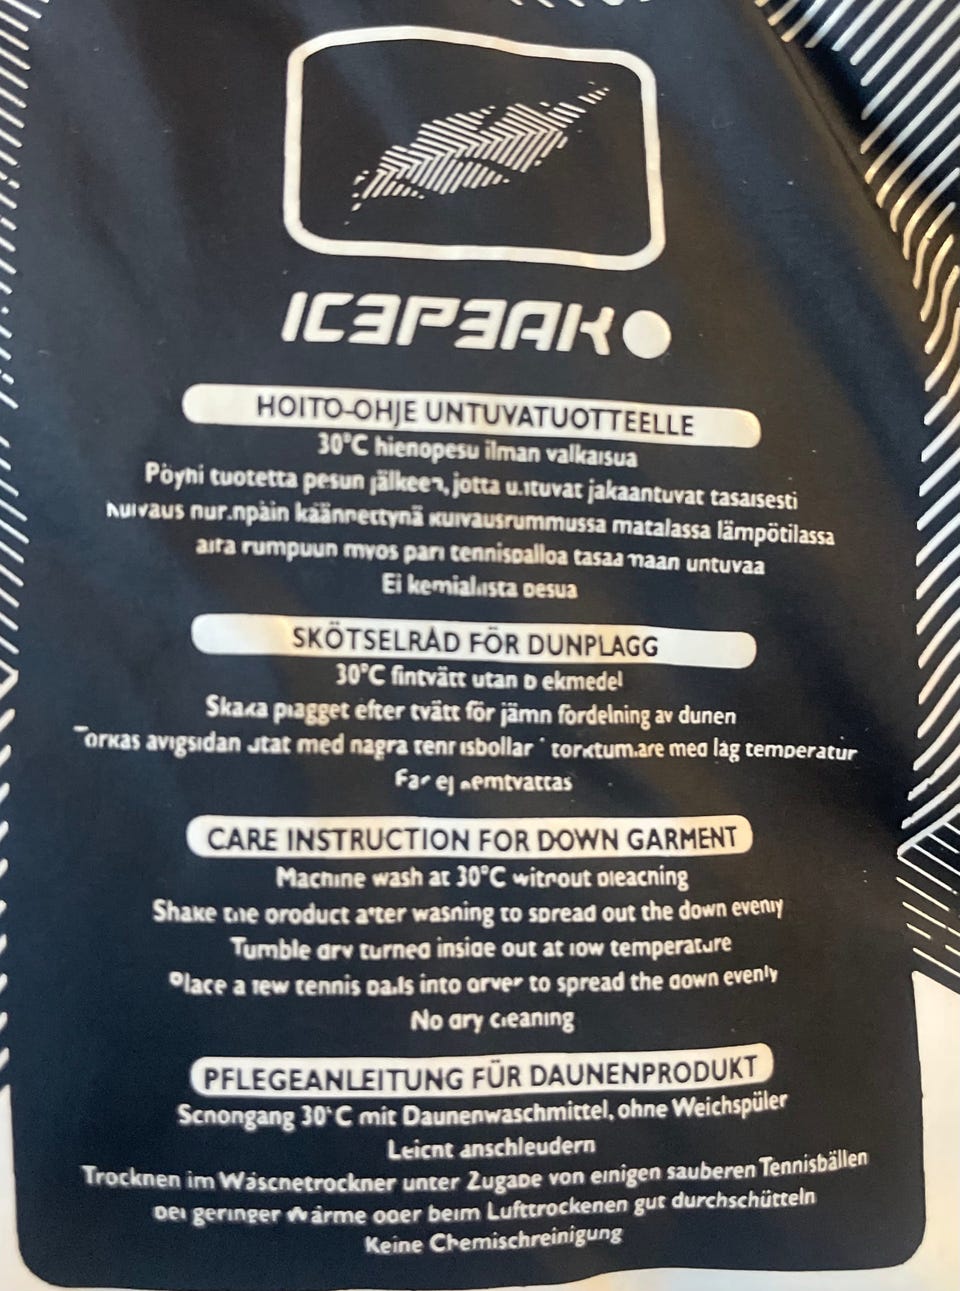 ICEPEAK
HOITO-OHJE UNTUVATUOTTEELLE
30°C hienopesu ilman valkaisua
Pöyhi tuotetta pesun jälkeen, jotta untuvat jakaantuvat tasaisesti
Kuivaus nurinpäin käännettynä kuivausrummussa matalassa lämpötilassa
rumpuun myös pari tennispalloa tasaamaan untuvaa
Ei kemiallista pesua
SKÖTSELRÅD FÖR DUNPLAGG
30°C fintvätt utan blekmedel
Skaka plagget efter tvätt för jämn fördelning av dunen
Torkas avigsidan utåt med några tennisbollar i torktumlare med låg temperatur
Får ej kemtvättas
CARE INSTRUCTION FOR DOWN GARMENT
Machine wash at 30°C without bleaching
Shake the product after washing to spread out the down evenly
Tumble dry turned inside out at low temperature
Place a few tennis balls into dryer to spread the down evenly
No dry cleaning
PFLEGEANLEITUNG FÜR DAUNENPRODUKT
Schongang 30°C mit Daunenwaschmittel, ohne Weichspüler
Leicht anschleudern
Trocknen im Wäschetrockner unter Zugabe von einigen sauberen Tennisbällen
bei geringer Wärme oder beim Lufttrockenen gut durchschütteln
Keine Chemischreinigung